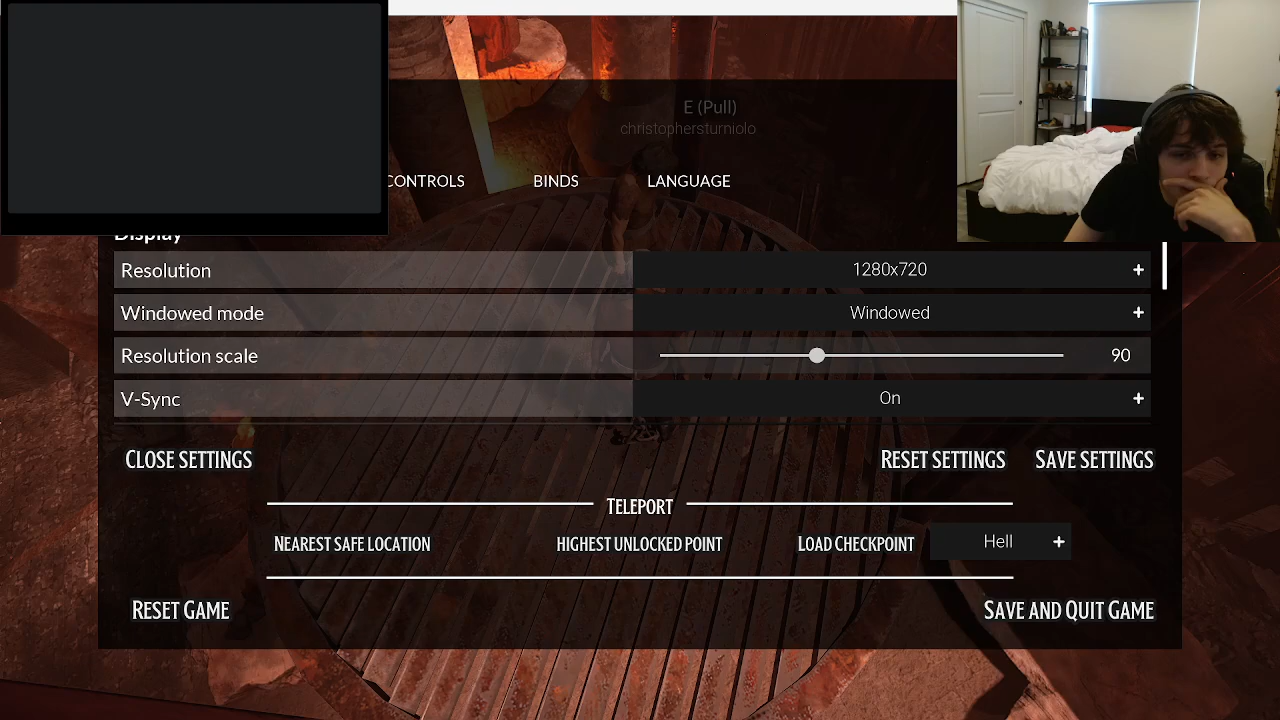 E (Pull)
christophersturniolo
CONTROLS BINDS LANGUAGE
Display
Resolution 1280x720 +
Windowed mode Windowed +
Resolution scale 90
V-Sync On +
CLOSE SETTINGS RESET SETTINGS SAVE SETTINGS
TELEPORT
NEAREST SAFE LOCATION HIGHEST UNLOCKED POINT LOAD CHECKPOINT Hell +
RESET GAME SAVE AND QUIT GAME